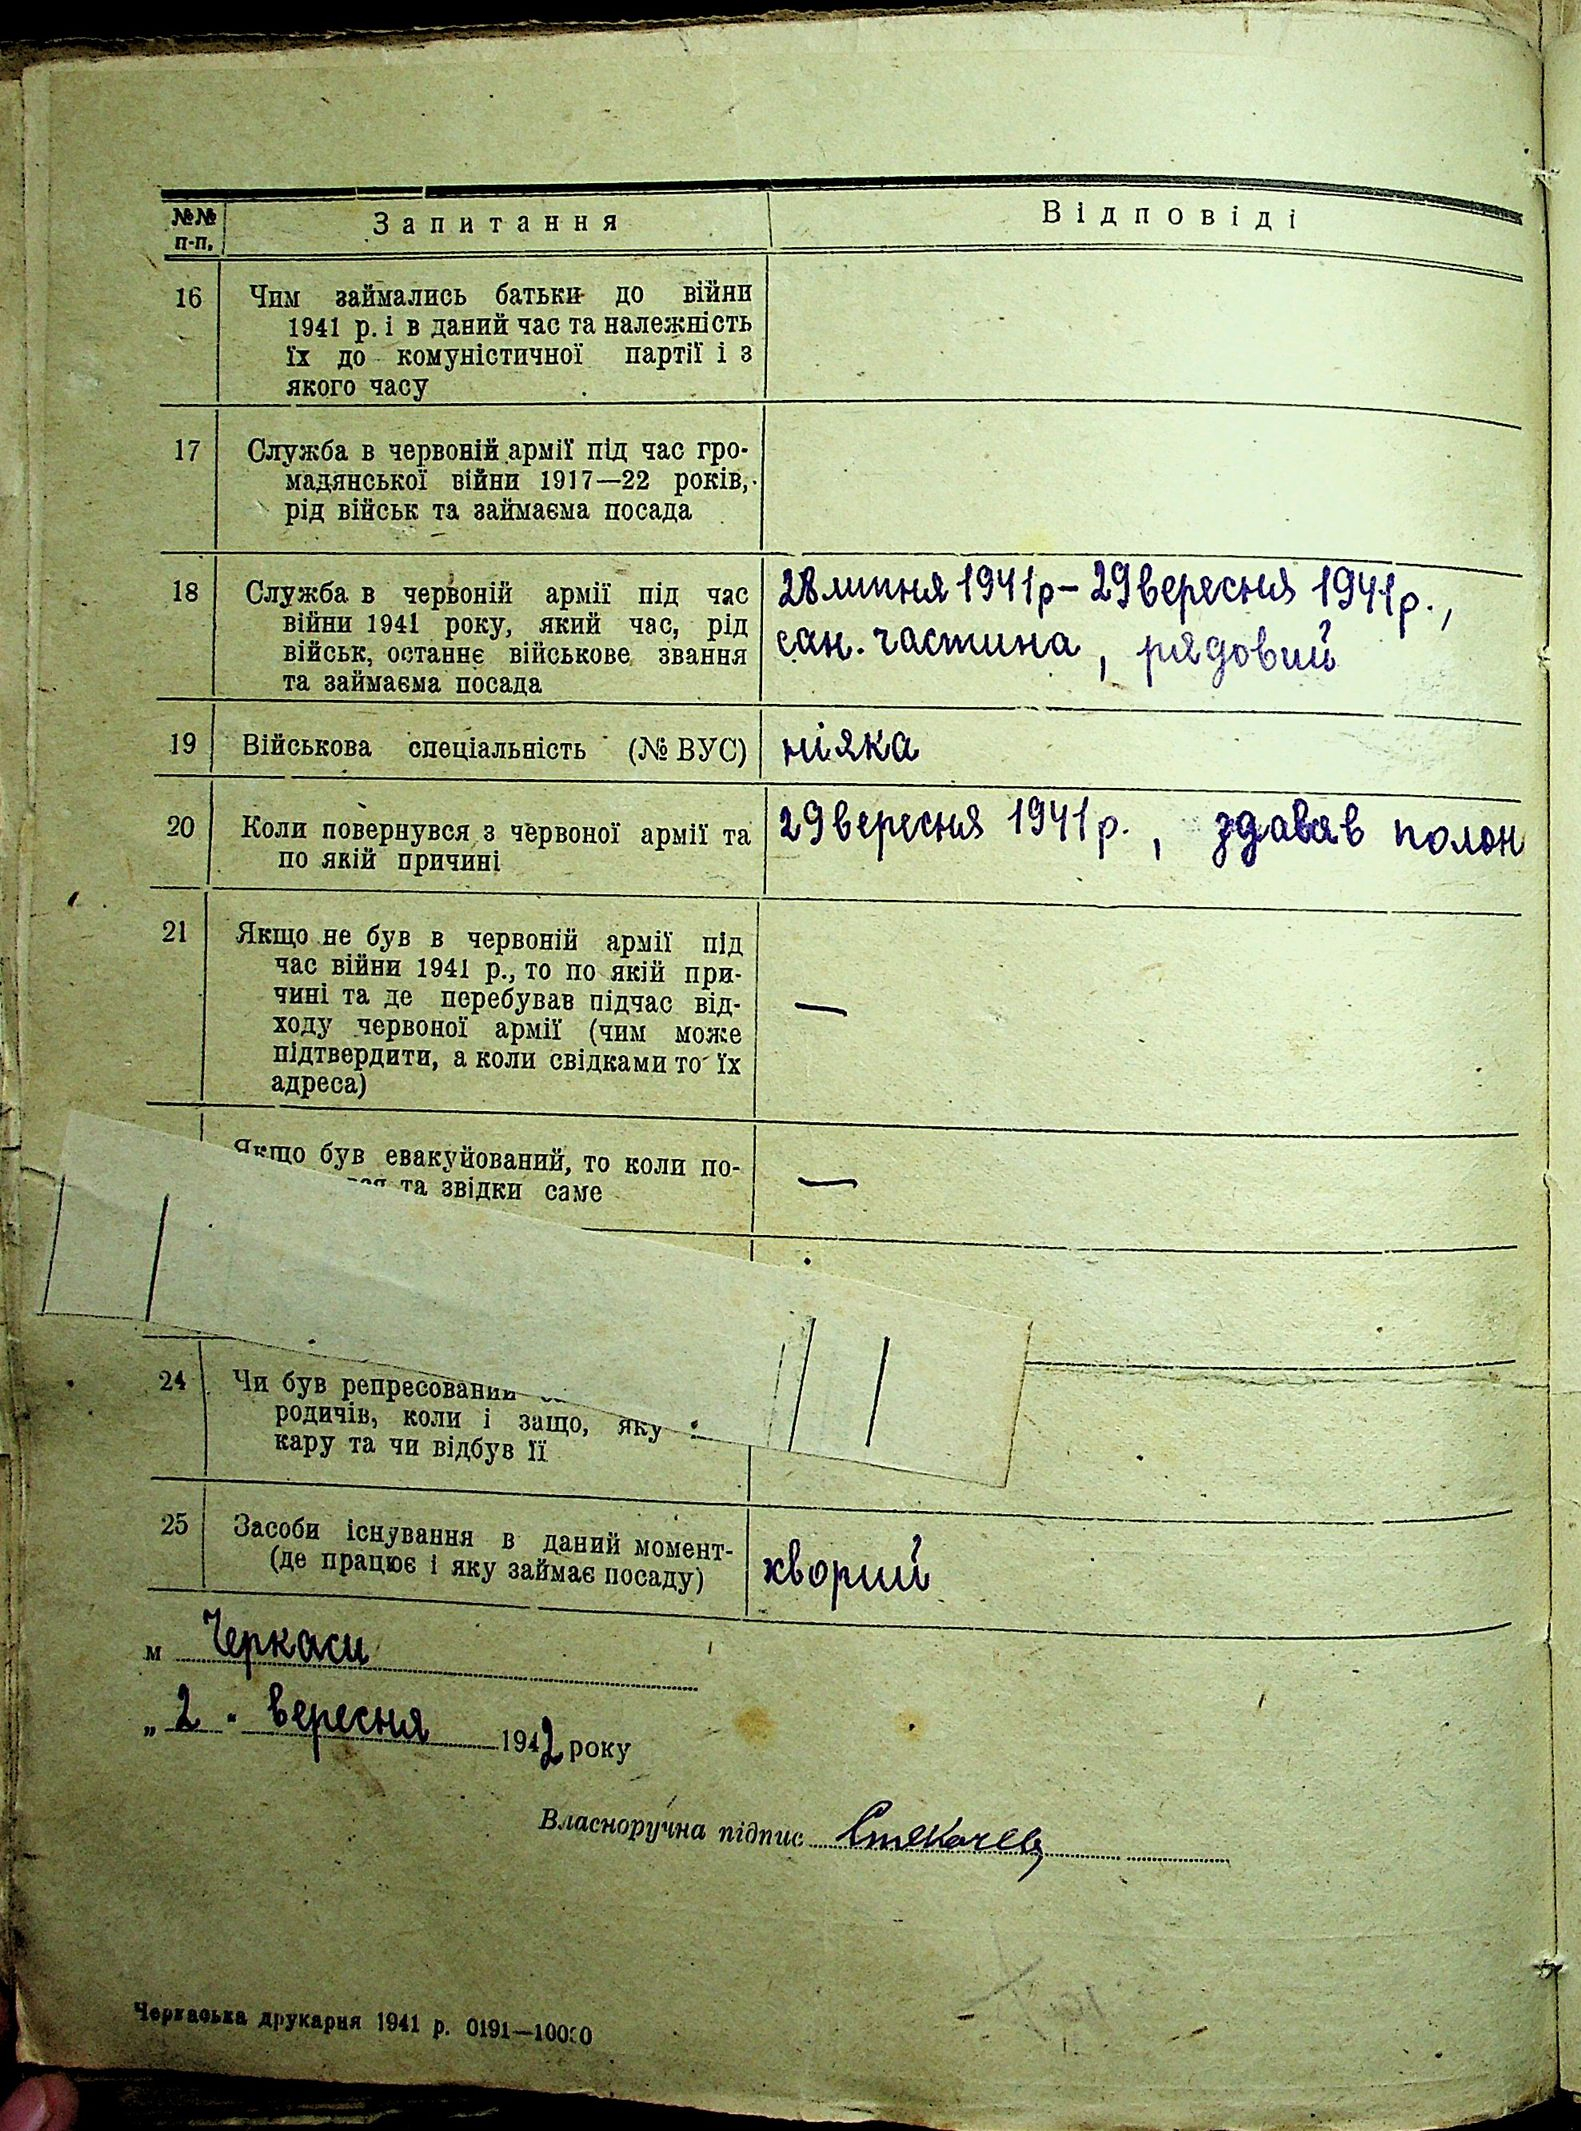 №№ п-п.
Запитання
Відповіді
16
Чим займались батьки до війни
1941 р. і в даний час та належність
їх до комуністичної партії і з
якого часу
17
Служба в червоній армії під час гро-
мадянської війни 1917—22 років,
рід військ та займаєма посада
18
Служба в червоній армії під час
війни 1941 року, який час, рід
військ, останнє військове звання
та займаєма посада
28 липня 1941р – 29 вересня 1941р.,
сан. частина, рядовий
19
Військова спеціальність (№ ВУС)
ніяка
20
Коли повернувся з червоної армії та
по якій причині
29 вересня 1941р., здавав полон
21
Якщо не був в червоній армії під
час війни 1941 р., то по якій при-
чині та де перебував підчас від-
ходу червоної армії (чим може
підтвердити, а коли свідками то їх
адреса)
—
Якщо був евакуйований, то коли по-
та звідки саме
—
24
Чи був репресований
родичів, коли і защо, яку
кару та чи відбув її
25
Засоби існування в даний момент-
(де працює і яку займає посаду)
хворий
м Черкаси
„2" вересня 1942 року
Власноручна підпис
Черкаська друкарня 1941 р. 0191—10000